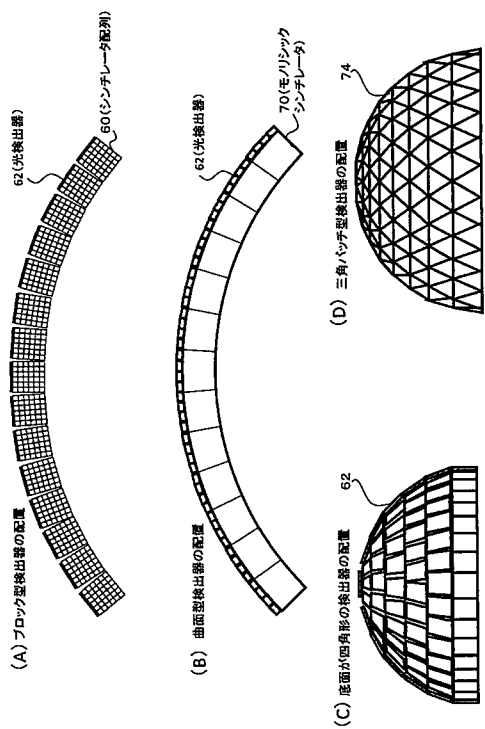 (A) ブロック型検出器の配置
62(光検出器)
60(シンチレータ配列)
(B) 曲面型検出器の配置
62(光検出器)
70(モノリシック
シンチレータ)
(C) 底面が四角形の検出器の配置
62
(D) 三角パッチ型検出器の配置
74